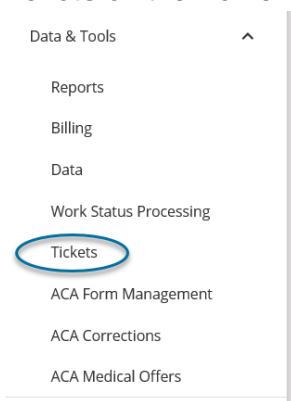 Data & Tools
Reports
Billing
Data
Work Status Processing
Tickets
ACA Form Management
ACA Corrections
ACA Medical Offers